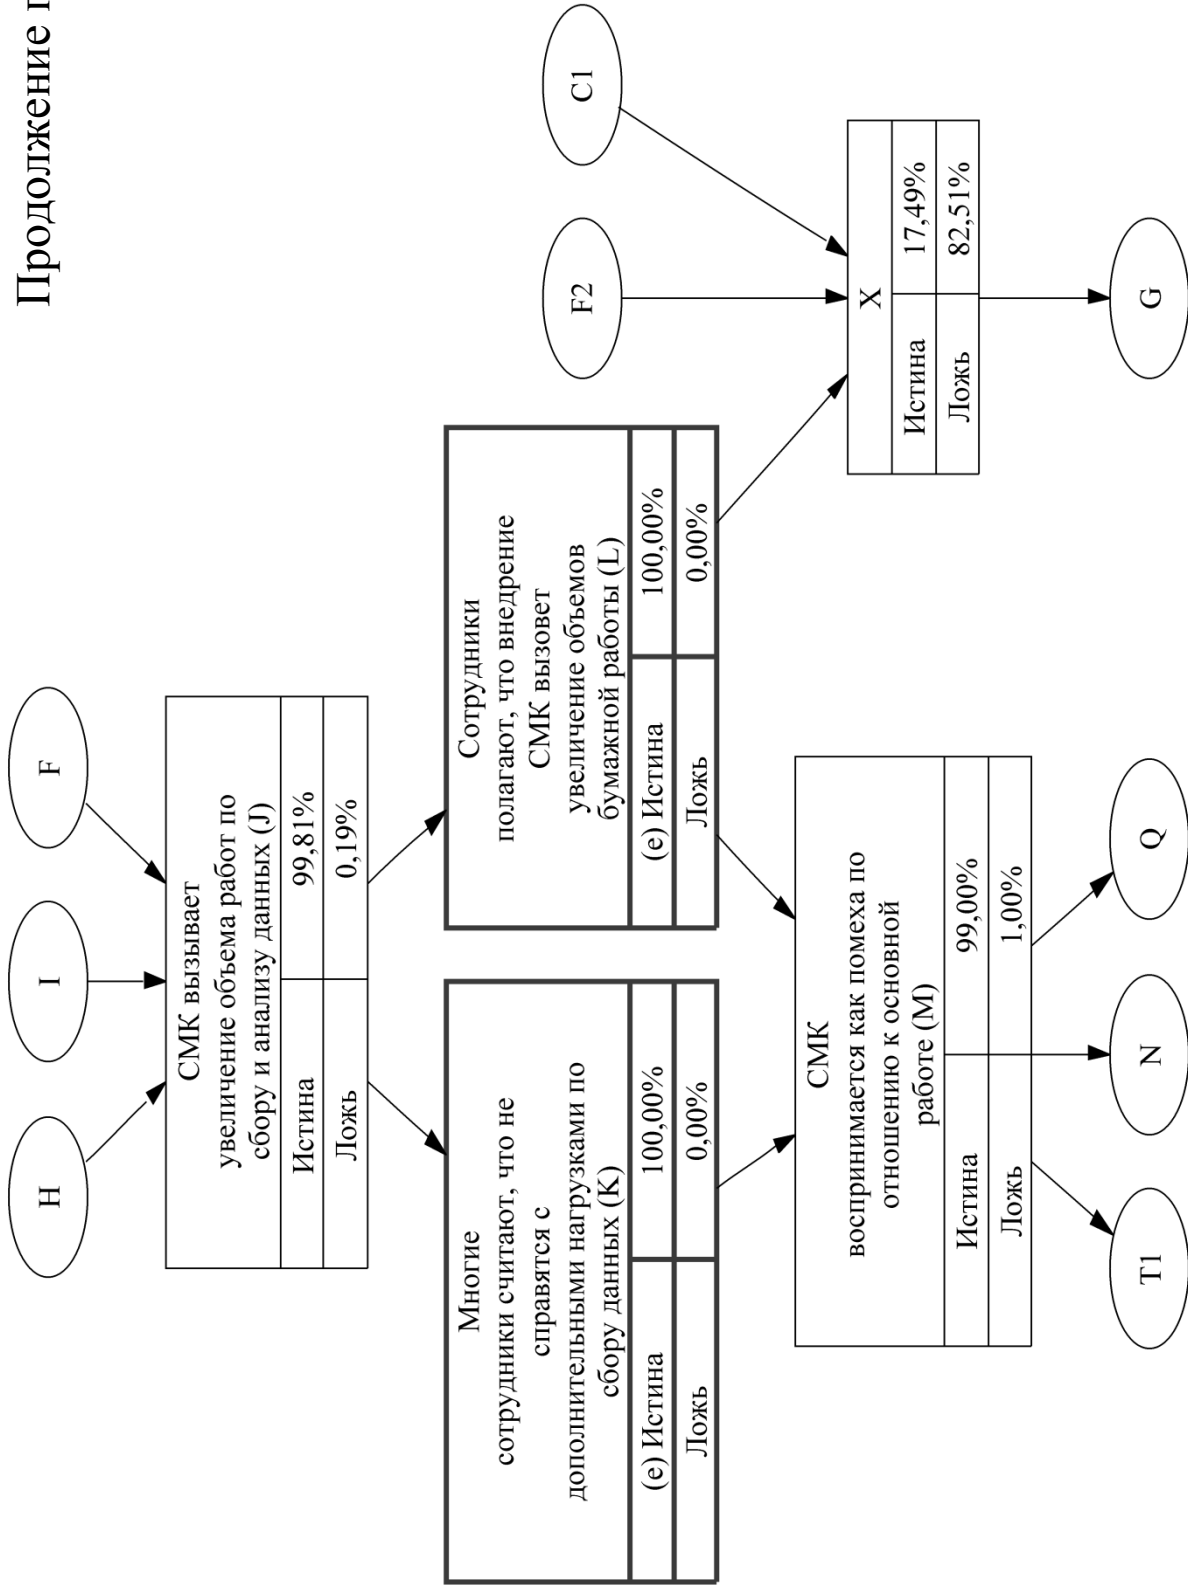 Продолжение
H
I
F
СМК вызывает
увеличение объема работ по
сбору и анализу данных (J)
Истина 99,81%
Ложь 0,19%
Многие
сотрудники считают, что не
справятся с
дополнительными нагрузками по
сбору данных (K)
(e) Истина 100,00%
Ложь 0,00%
Сотрудники
полагают, что внедрение
СМК вызовет
увеличение объемов
бумажной работы (L)
(e) Истина 100,00%
Ложь 0,00%
F2
C1
СМК
воспринимается как помеха по
отношению к основной
работе (M)
Истина 99,00%
Ложь 1,00%
X
Истина 17,49%
Ложь 82,51%
T1
N
Q
G